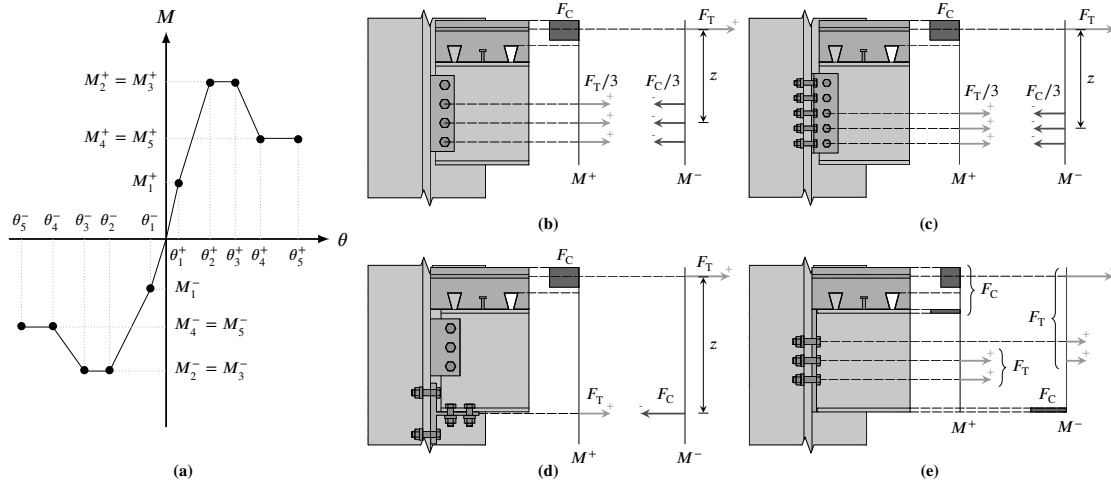 M
M₂⁺ = M₃⁺
M₄⁺ = M₅⁺
M₁⁺
θ₅⁻ θ₄⁻ θ₃⁻ θ₂⁻ θ₁⁻
θ
θ₁⁺ θ₂⁺ θ₃⁺ θ₄⁺ θ₅⁺
M₁⁻
M₄⁻ = M₅⁻
M₂⁻ = M₃⁻
(a)
F_C F_T
+
z
F_T/3 F_C/3
+ -
+ -
+ -
M⁺ M⁻
(b)
F_C F_T
+
z
F_T/3 F_C/3
+ -
+ -
+ -
M⁺ M⁻
(c)
F_C F_T
+
z
F_T F_C
+ -
M⁺ M⁻
(d)
+
F_C
F_T
+
+ +
F_T
+
F_C
M⁺ M⁻
(e)